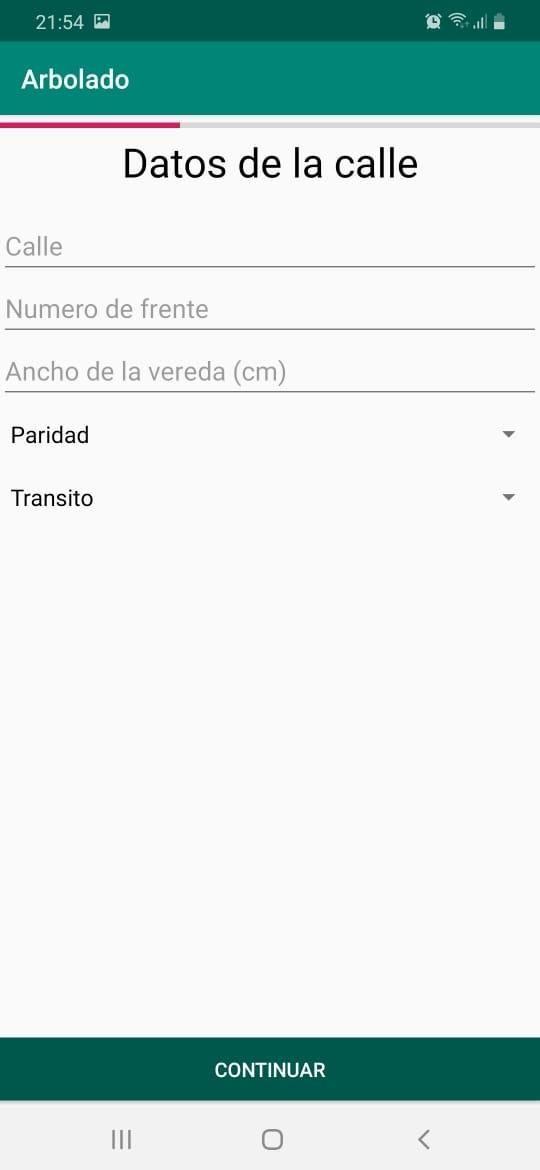 21:54
Arbolado
Datos de la calle
Calle
Numero de frente
Ancho de la vereda (cm)
Paridad
Transito
CONTINUAR